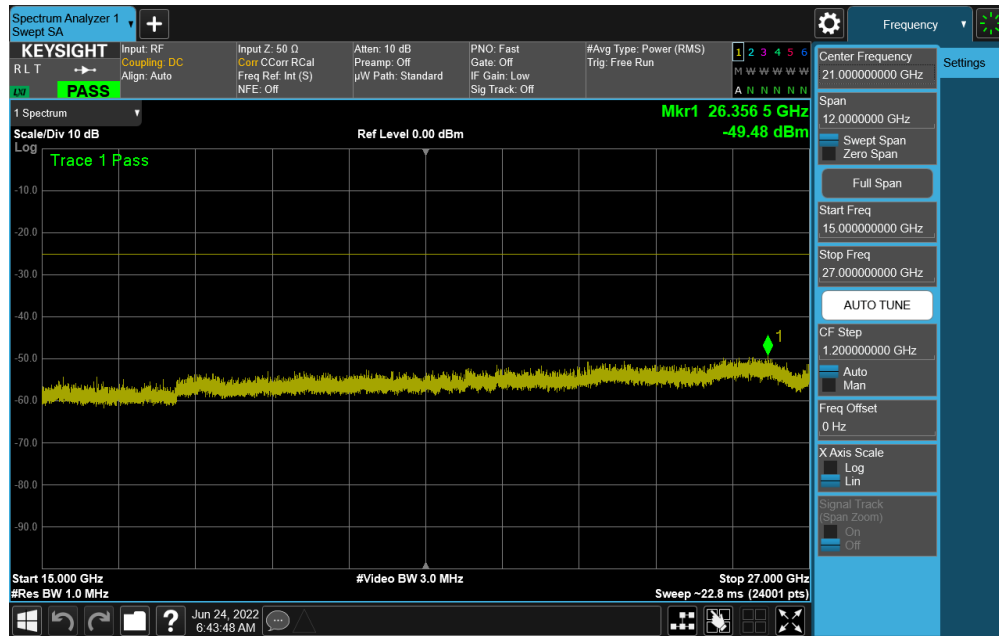 Spectrum Analyzer 1
Swept SA
Frequency
KEYSIGHT
Input: RF
Coupling: DC
Align: Auto
Input Z: 50 Ω
Corr CCorr RCal
Freq Ref: Int (S)
NFE: Off
Atten: 10 dB
Preamp: Off
µW Path: Standard
PNO: Fast
Gate: Off
IF Gain: Low
Sig Track: Off
#Avg Type: Power (RMS)
Trig: Free Run
1 2 3 4 5 6
M W W W W W
A N N N N N
R L T
LXI
PASS
1 Spectrum
Mkr1 26.356 5 GHz
-49.48 dBm
Scale/Div 10 dB
Ref Level 0.00 dBm
Log
Trace 1 Pass
-10.0
-20.0
-30.0
-40.0
1
-50.0
-60.0
-70.0
-80.0
-90.0
Start 15.000 GHz
#Video BW 3.0 MHz
Stop 27.000 GHz
#Res BW 1.0 MHz
Sweep ~22.8 ms (24001 pts)
Center Frequency
21.000000000 GHz
Settings
Span
12.0000000 GHz
Swept Span
Zero Span
Full Span
Start Freq
15.000000000 GHz
Stop Freq
27.000000000 GHz
AUTO TUNE
CF Step
1.200000000 GHz
Auto
Man
Freq Offset
0 Hz
X Axis Scale
Log
Lin
Signal Track
(Span Zoom)
On
Off
?
Jun 24, 2022
6:43:48 AM